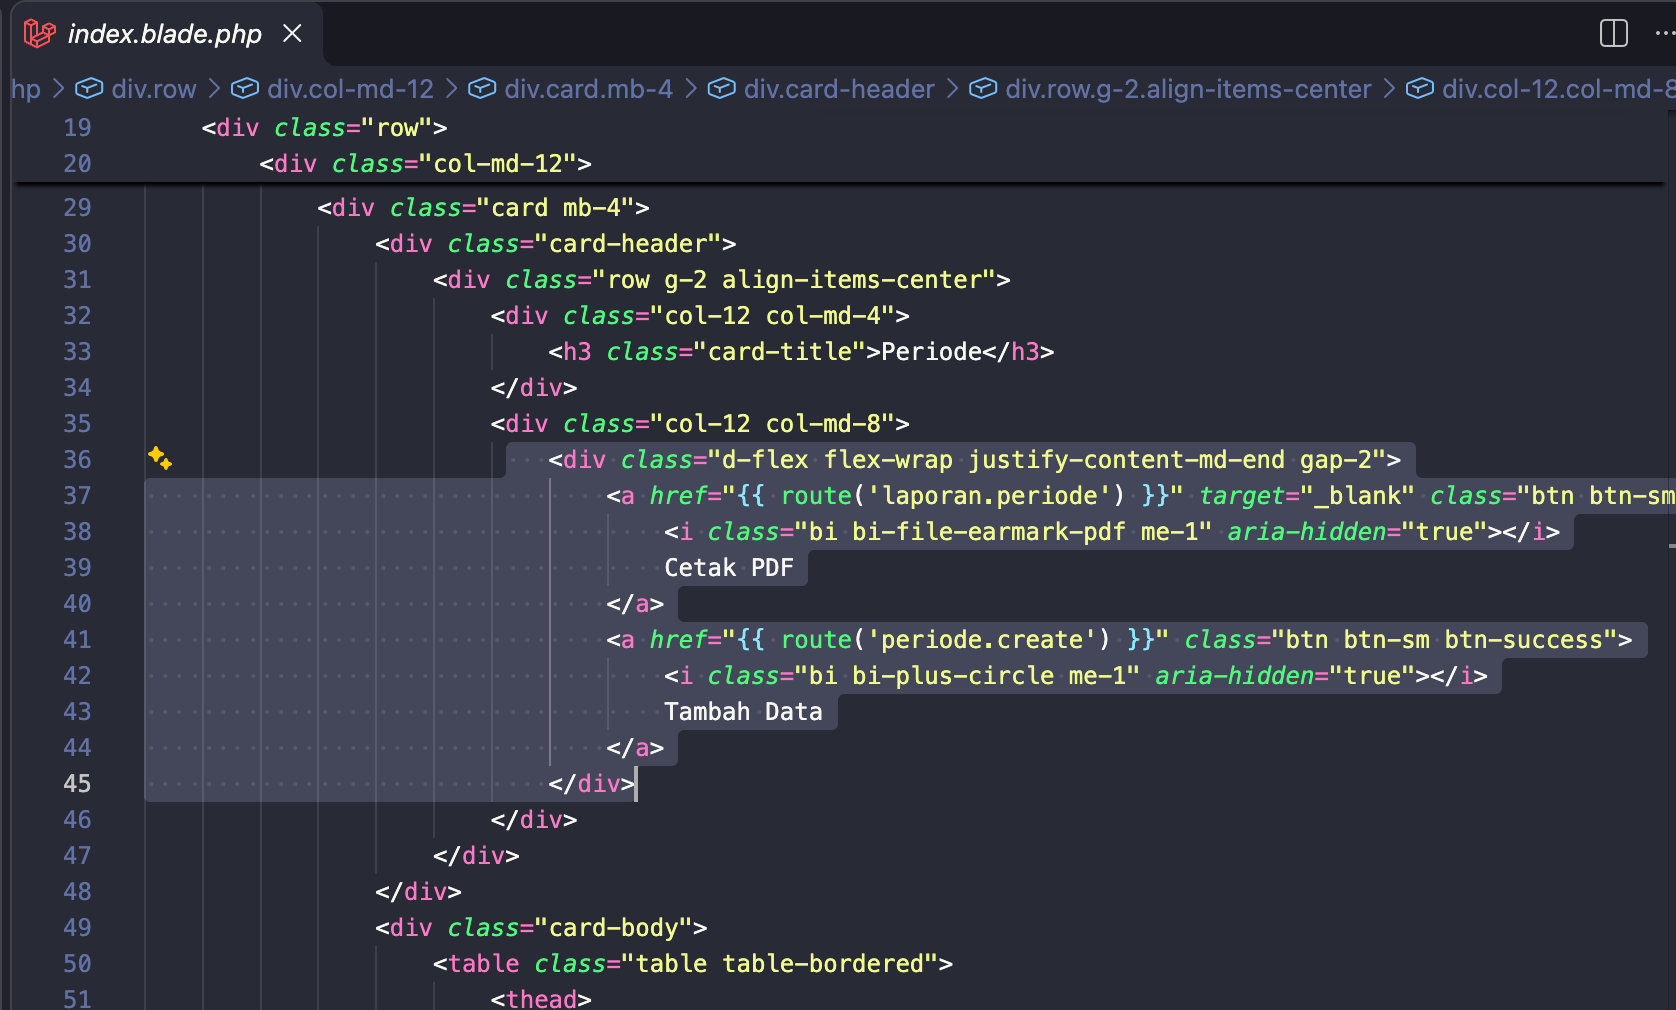 index.blade.php
hp > div.row > div.col-md-12 > div.card.mb-4 > div.card-header > div.row.g-2.align-items-center > div.col-12.col-md-8
19 <div class="row">
20 <div class="col-md-12">
29 <div class="card mb-4">
30 <div class="card-header">
31 <div class="row g-2 align-items-center">
32 <div class="col-12 col-md-4">
33 <h3 class="card-title">Periode</h3>
34 </div>
35 <div class="col-12 col-md-8">
36 <div class="d-flex flex-wrap justify-content-md-end gap-2">
37 <a href="{{ route('laporan.periode') }}" target="_blank" class="btn btn-sm
38 <i class="bi bi-file-earmark-pdf me-1" aria-hidden="true"></i>
39 Cetak PDF
40 </a>
41 <a href="{{ route('periode.create') }}" class="btn btn-sm btn-success">
42 <i class="bi bi-plus-circle me-1" aria-hidden="true"></i>
43 Tambah Data
44 </a>
45 </div>
46 </div>
47 </div>
48 </div>
49 <div class="card-body">
50 <table class="table table-bordered">
51 <thead>